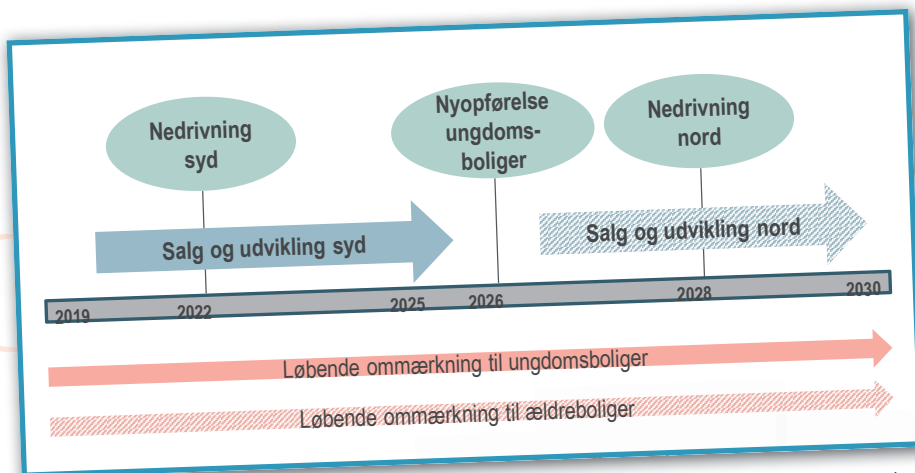 Nedrivning
syd
Nyopførelse
ungdoms-
boliger
Nedrivning
nord
Salg og udvikling syd
Salg og udvikling nord
2019
2022
2025
2026
2028
2030
Løbende ommærkning til ungdomsboliger
Løbende ommærkning til ældreboliger